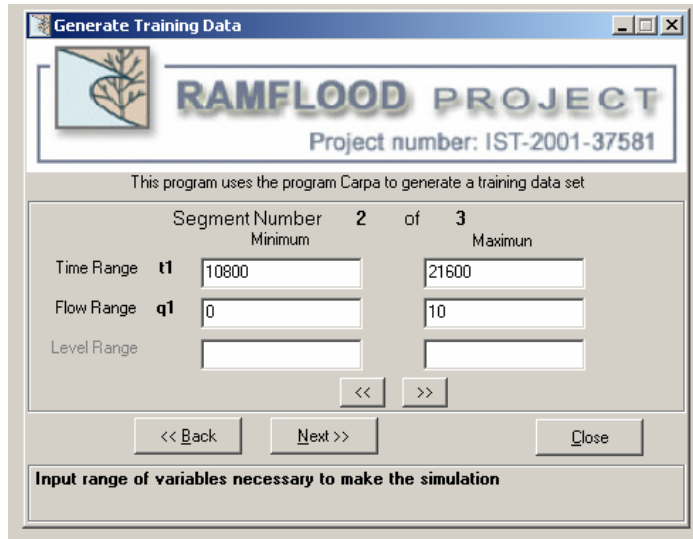 Generate Training Data
RAMFLOOD PROJECT
Project number: IST-2001-37581
This program uses the program Carpa to generate a training data set
Segment Number 2 of 3
Minimum Maximun
Time Range t1 10800 21600
Flow Range q1 0 10
Level Range
<< >>
<< Back Next >> Close
Input range of variables necessary to make the simulation